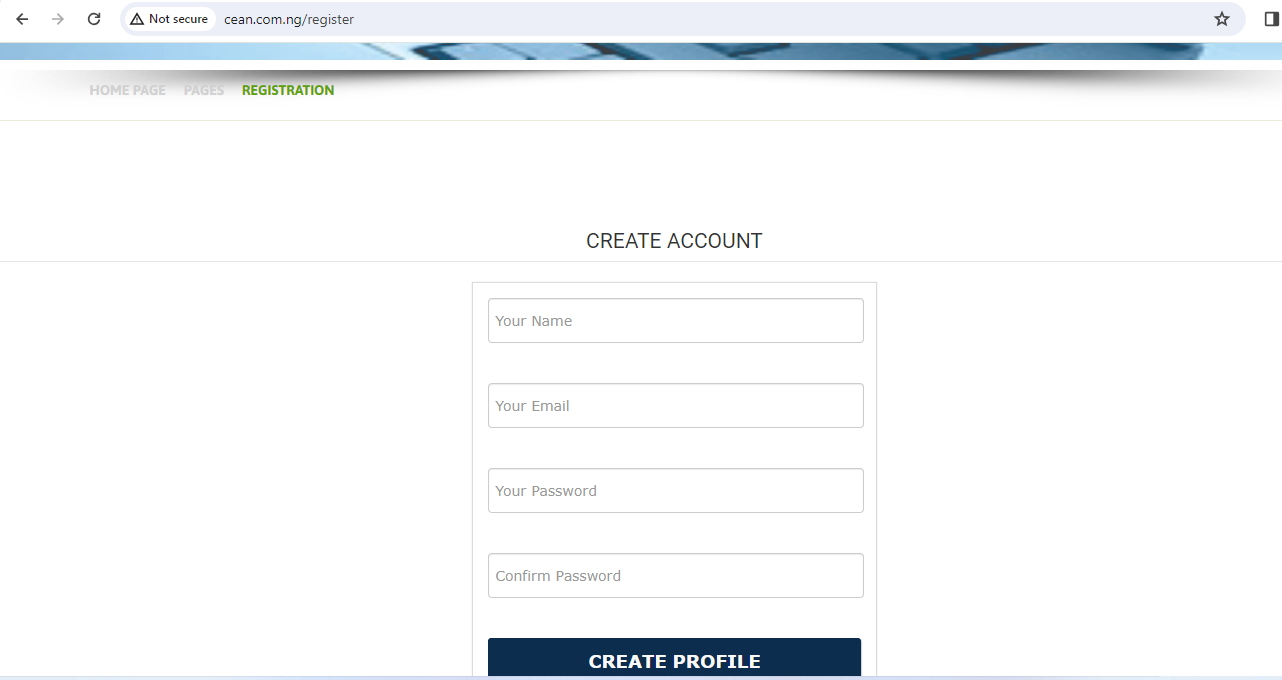 Not secure cean.com.ng/register
HOME PAGE PAGES REGISTRATION
CREATE ACCOUNT
Your Name
Your Email
Your Password
Confirm Password
CREATE PROFILE